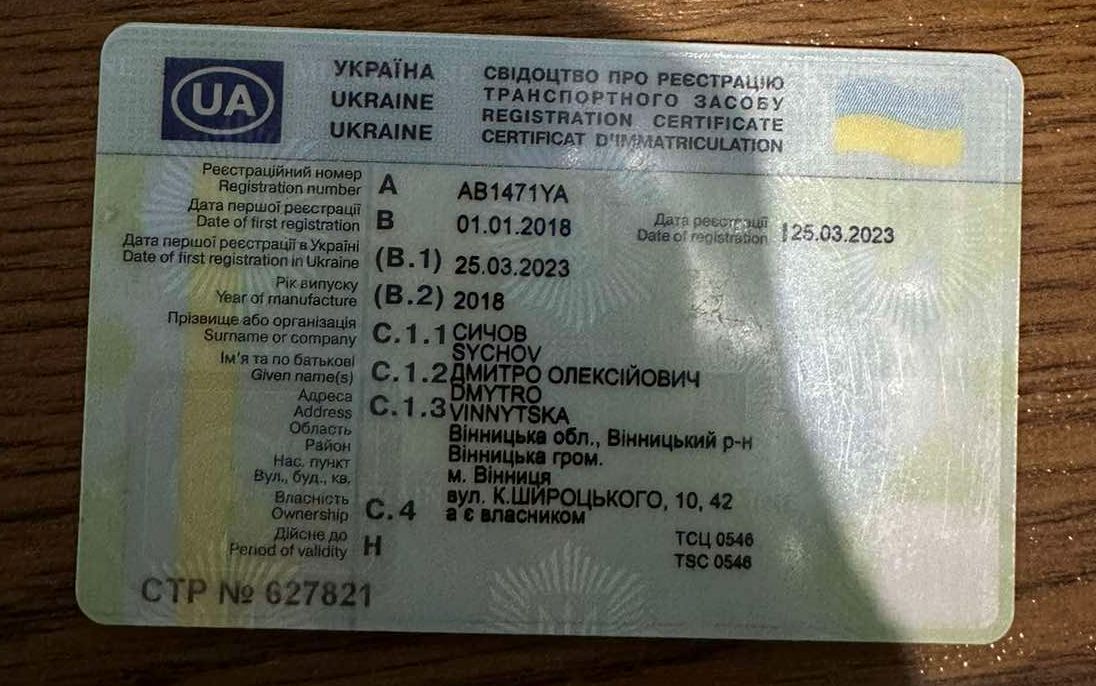 UA
УКРАЇНА
UKRAINE
UKRAINE
СВІДОЦТВО ПРО РЕЄСТРАЦІЮ
ТРАНСПОРТНОГО ЗАСОБУ
REGISTRATION CERTIFICATE
CERTIFICAT D'IMMATRICULATION
Реєстраційний номер
Registration number A AB1471YA
Дата першої реєстрації
Date of first registration B 01.01.2018
Дата реєстрації
Date of registration 25.03.2023
Дата першої реєстрації в Україні
Date of first registration in Ukraine (B.1) 25.03.2023
Рік випуску
Year of manufacture (B.2) 2018
Прізвище або організація
Surname or company C.1.1 СИЧОВ
SYCHOV
Ім'я та по батькові
Given name(s) C.1.2 ДМИТРО ОЛЕКСІЙОВИЧ
DMYTRO
Адреса
Address C.1.3 VINNYTSKA
Область
Район
Нас. пункт
Вул., буд., кв.
Вінницька обл., Вінницький р-н
Вінницька гром.
м. Вінниця
вул. К.ШИРОЦЬКОГО, 10, 42
Власність
Ownership C.4 а є власником
Дійсне до
Period of validity H
ТСЦ 0546
TSC 0546
СТР № 627821